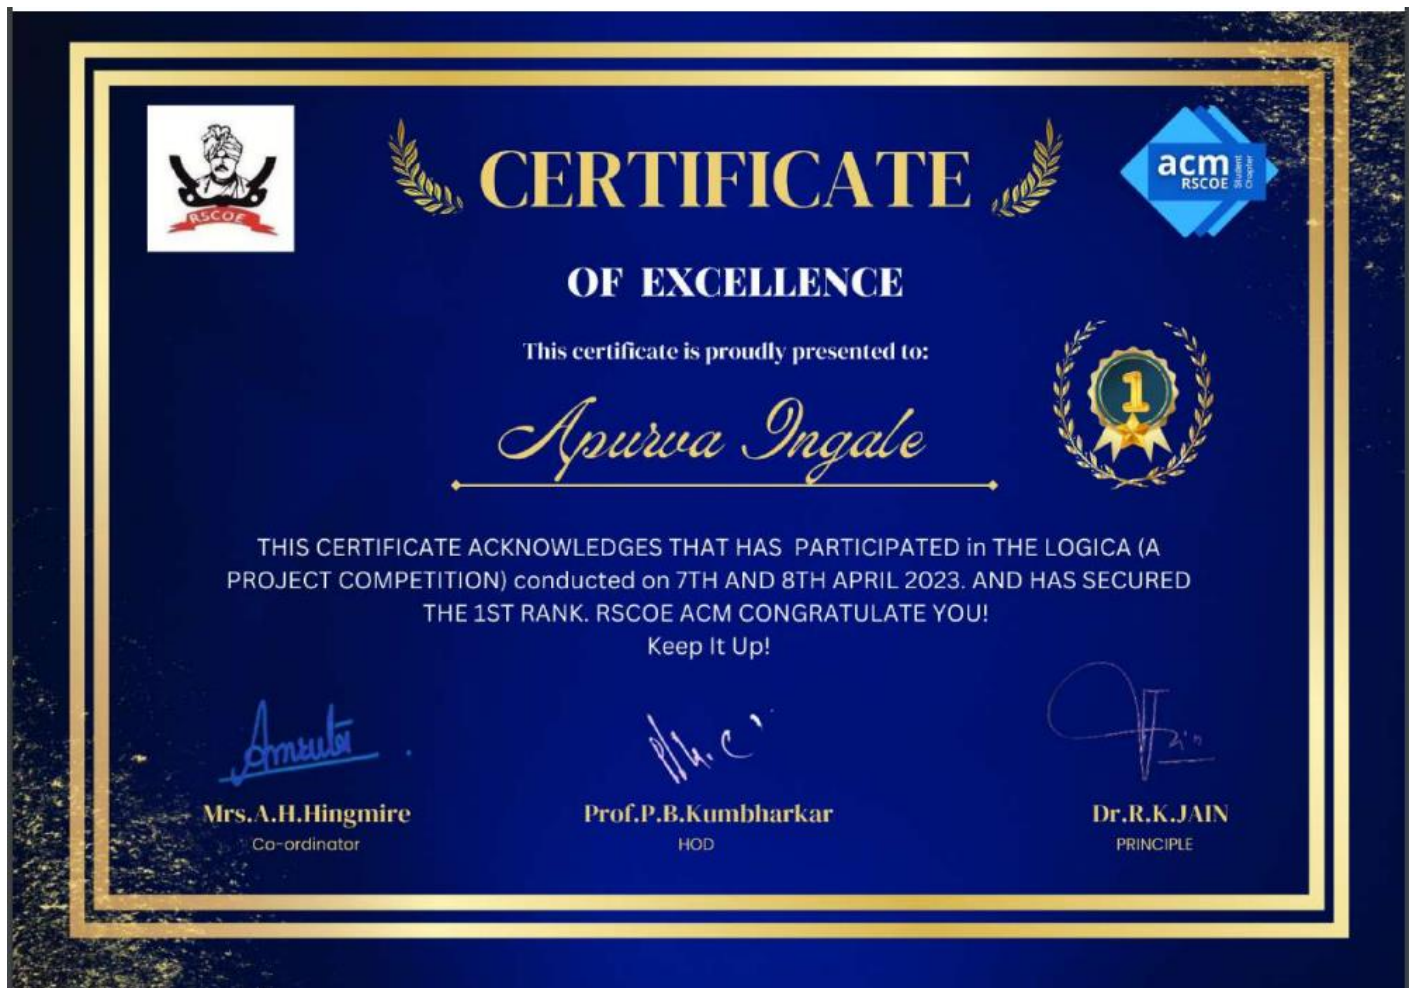 RSCOE
CERTIFICATE
acm
RSCOE
Student
Chapter
OF EXCELLENCE
This certificate is proudly presented to:
1
Apurva Ingale
THIS CERTIFICATE ACKNOWLEDGES THAT HAS PARTICIPATED in THE LOGICA (A
PROJECT COMPETITION) conducted on 7TH AND 8TH APRIL 2023. AND HAS SECURED
THE 1ST RANK. RSCOE ACM CONGRATULATE YOU!
Keep It Up!
Amruta
Mrs.A.H.Hingmire
Co-ordinator
Prof.P.B.Kumbharkar
HOD
Jain
Dr.R.K.JAIN
PRINCIPLE